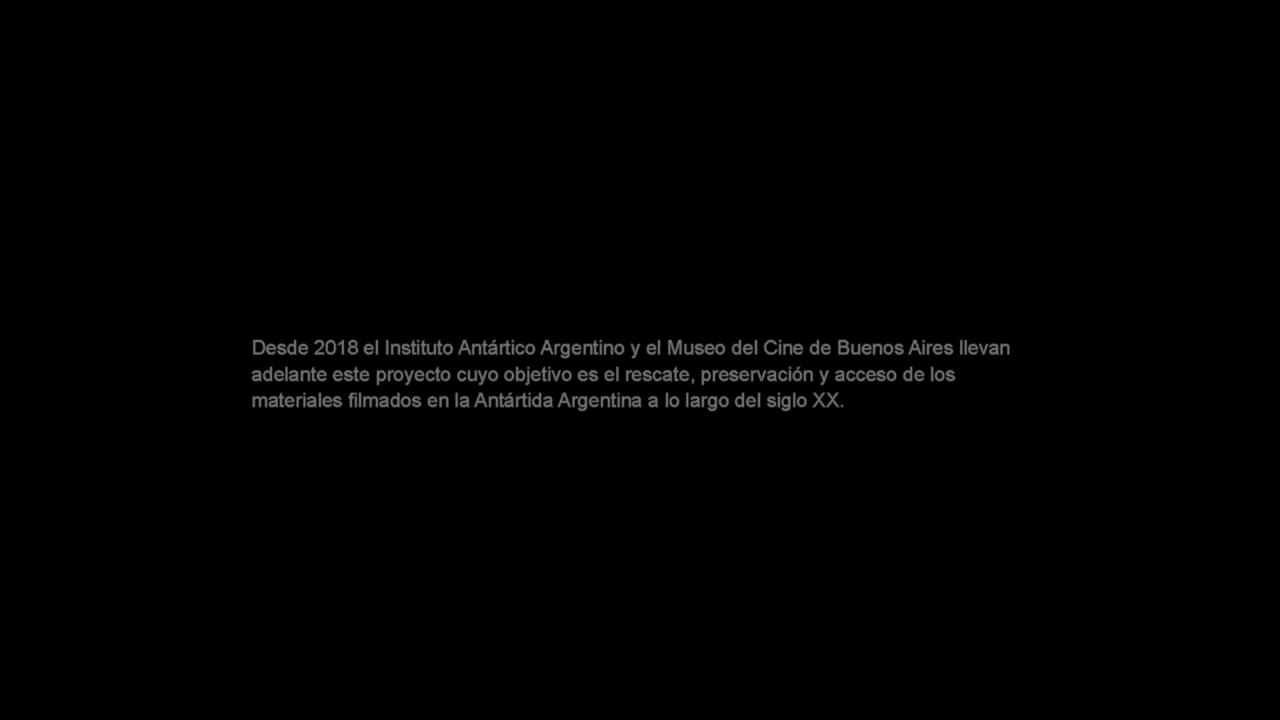 Desde 2018 el Instituto Antártico Argentino y el Museo del Cine de Buenos Aires llevan
adelante este proyecto cuyo objetivo es el rescate, preservación y acceso de los
materiales filmados en la Antártida Argentina a lo largo del siglo XX.